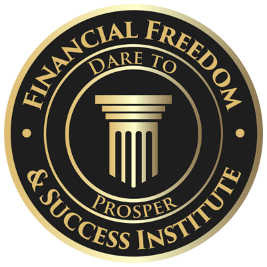 FINANCIAL FREEDOM
DARE TO
PROSPER
& SUCCESS INSTITUTE